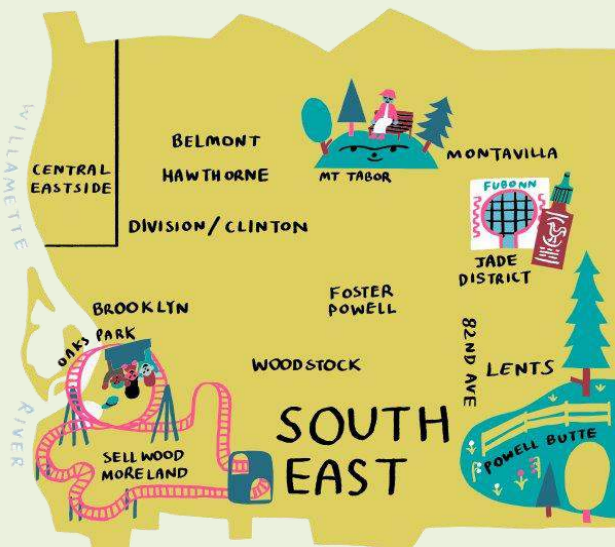 WILLAMETTE
RIVER
CENTRAL
EASTSIDE
BELMONT
HAWTHORNE
DIVISION/CLINTON
MT TABOR
MONTAVILLA
FUBONN
JADE
DISTRICT
BROOKLYN
FOSTER
POWELL
OAKS PARK
WOODSTOCK
82ND AVE
LENTS
SELLWOOD
MORELAND
SOUTH
EAST
POWELL BUTTE